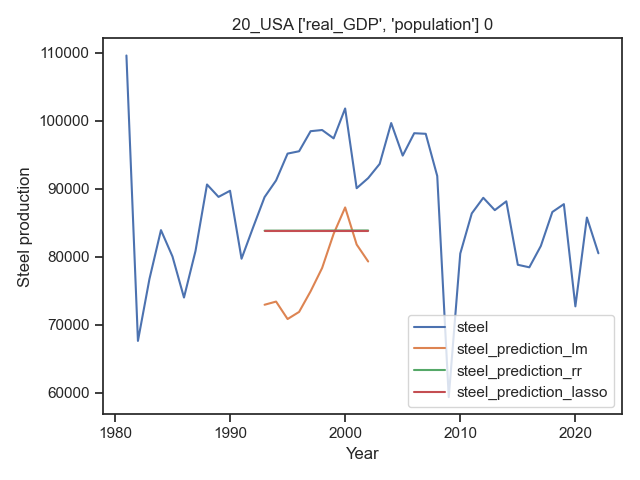 20_USA ['real_GDP', 'population'] 0
110000
100000
90000
80000
70000
60000
Steel production
1980
1990
2000
2010
2020
Year
steel
steel_prediction_lm
steel_prediction_rr
steel_prediction_lasso